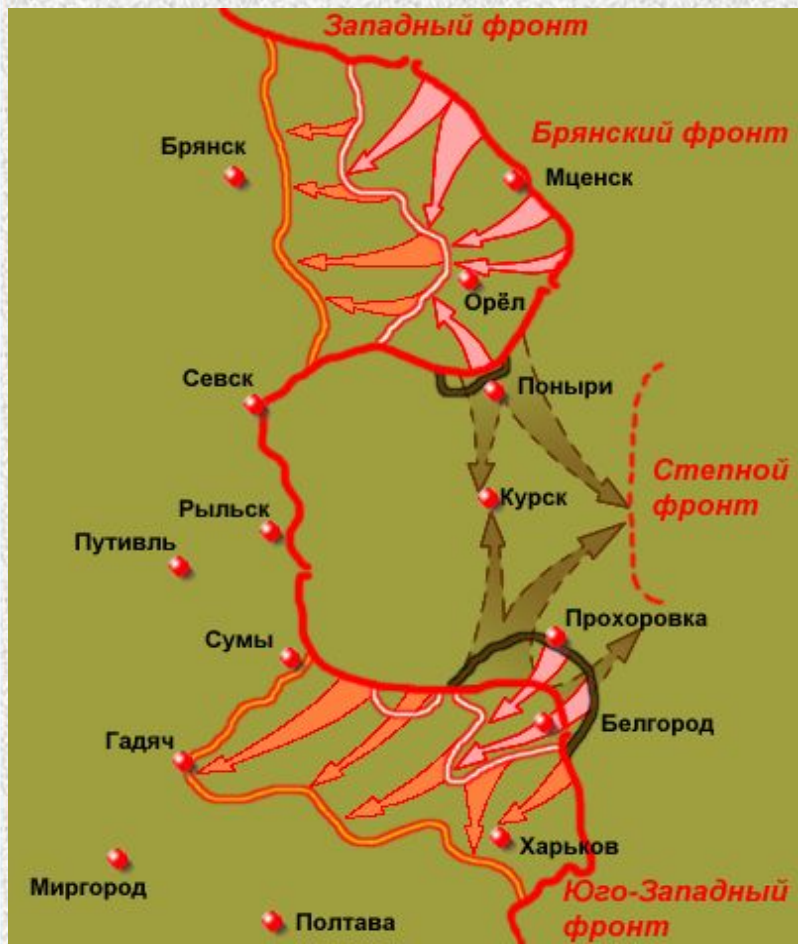 Западный фронт
Брянский фронт
Брянск
Мценск
Орёл
Севск
Поныри
Степной
фронт
Курск
Рыльск
Путивль
Прохоровка
Сумы
Белгород
Гадяч
Харьков
Миргород
Юго-Западный
фронт
Полтава